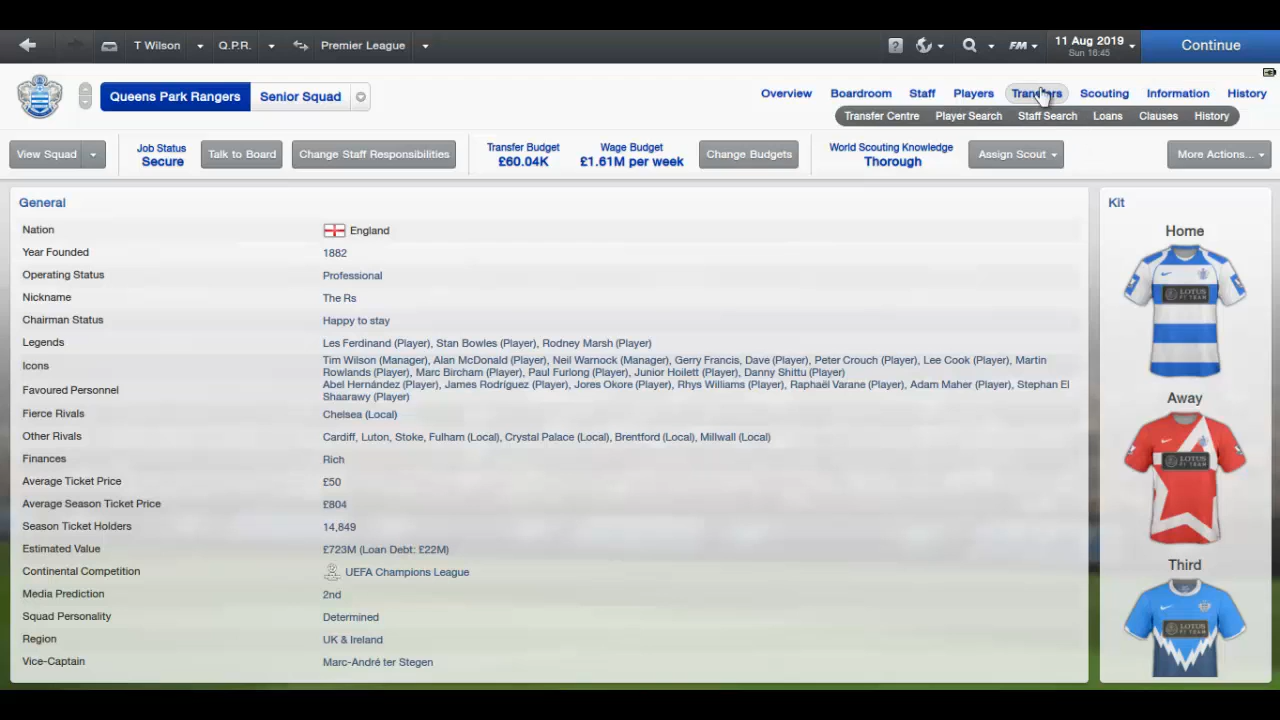 T Wilson Q.P.R. Premier League ? FM 11 Aug 2019 Continue
Sun 16:45
Queens Park Rangers Senior Squad Overview Boardroom Staff Players Transfers Scouting Information History
Transfer Centre Player Search Staff Search Loans Clauses History
View Squad Job Status Talk to Board Change Staff Responsibilities Transfer Budget Wage Budget Change Budgets World Scouting Knowledge Assign Scout More Actions...
Secure £60.04K £1.61M per week Thorough
General Kit
Nation England Home
Year Founded 1882
Operating Status Professional
Nickname The Rs
LOTUS
F1 TEAM
Chairman Status Happy to stay
Legends Les Ferdinand (Player), Stan Bowles (Player), Rodney Marsh (Player)
Icons Tim Wilson (Manager), Alan McDonald (Player), Neil Warnock (Manager), Gerry Francis, Dave (Player), Peter Crouch (Player), Lee Cook (Player), Martin
Rowlands (Player), Marc Bircham (Player), Paul Furlong (Player), Junior Hoilett (Player), Danny Shittu (Player)
Favoured Personnel Abel Hernández (Player), James Rodríguez (Player), Jores Okore (Player), Rhys Williams (Player), Raphaël Varane (Player), Adam Maher (Player), Stephan El
Shaarawy (Player)
Away
Fierce Rivals Chelsea (Local)
Other Rivals Cardiff, Luton, Stoke, Fulham (Local), Crystal Palace (Local), Brentford (Local), Millwall (Local)
Finances Rich
LOTUS
F1 TEAM
Average Ticket Price £50
Average Season Ticket Price £804
Season Ticket Holders 14,849
Estimated Value £723M (Loan Debt: £22M)
Third
Continental Competition UEFA Champions League
Media Prediction 2nd
Squad Personality Determined
LOTUS
F1 TEAM
Region UK & Ireland
Vice-Captain Marc-André ter Stegen